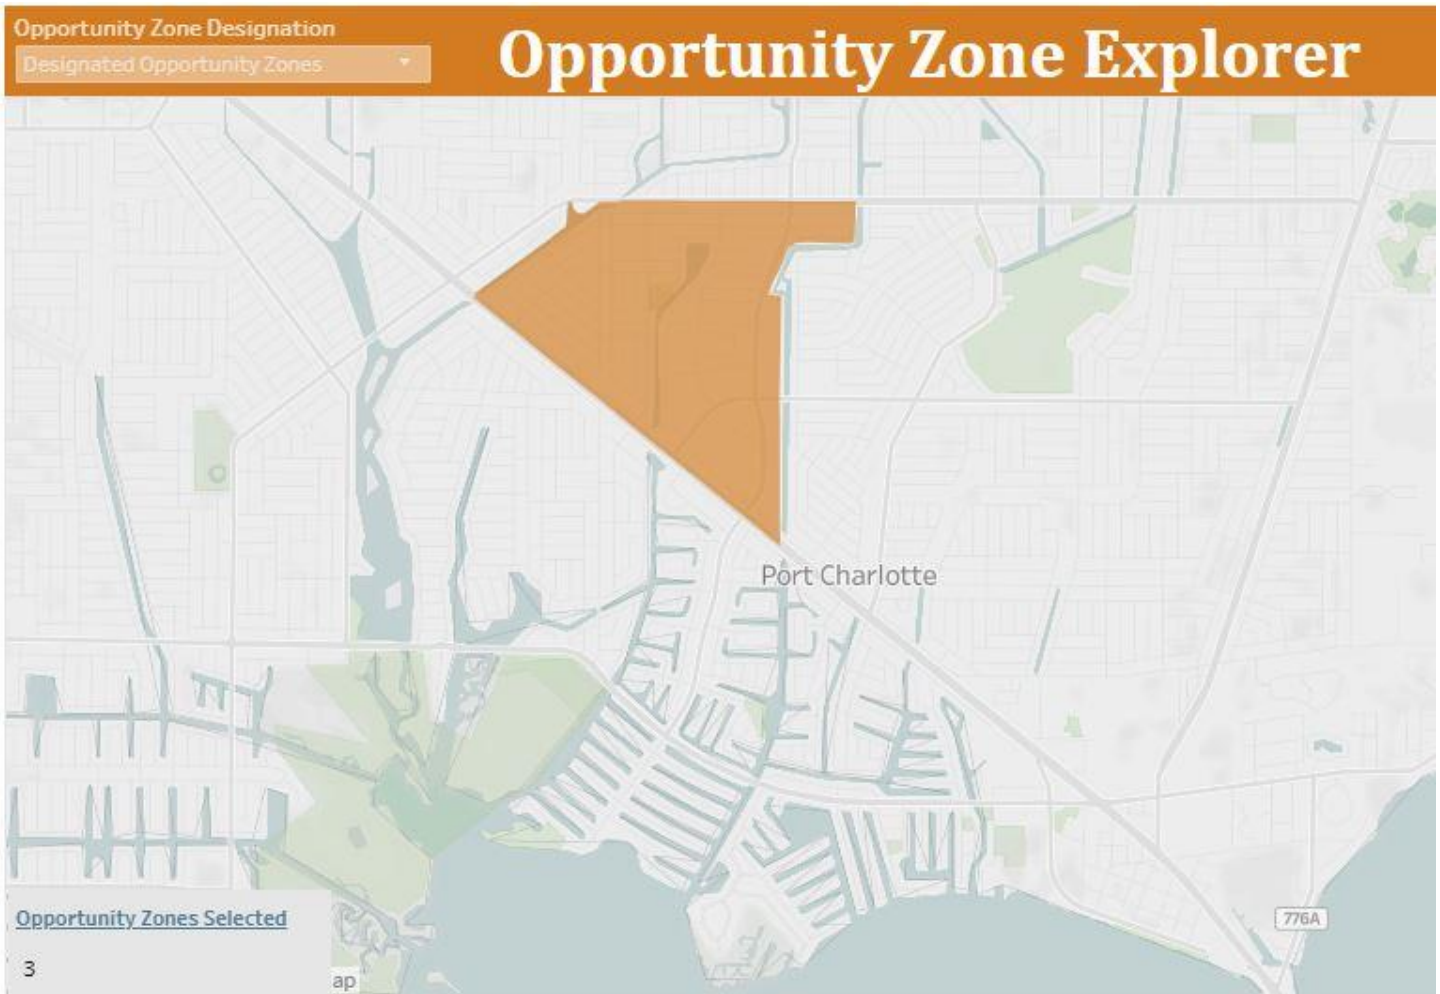 Opportunity Zone Designation
Designated Opportunity Zones
Opportunity Zone Explorer
Port Charlotte
776A
Opportunity Zones Selected
3
ap